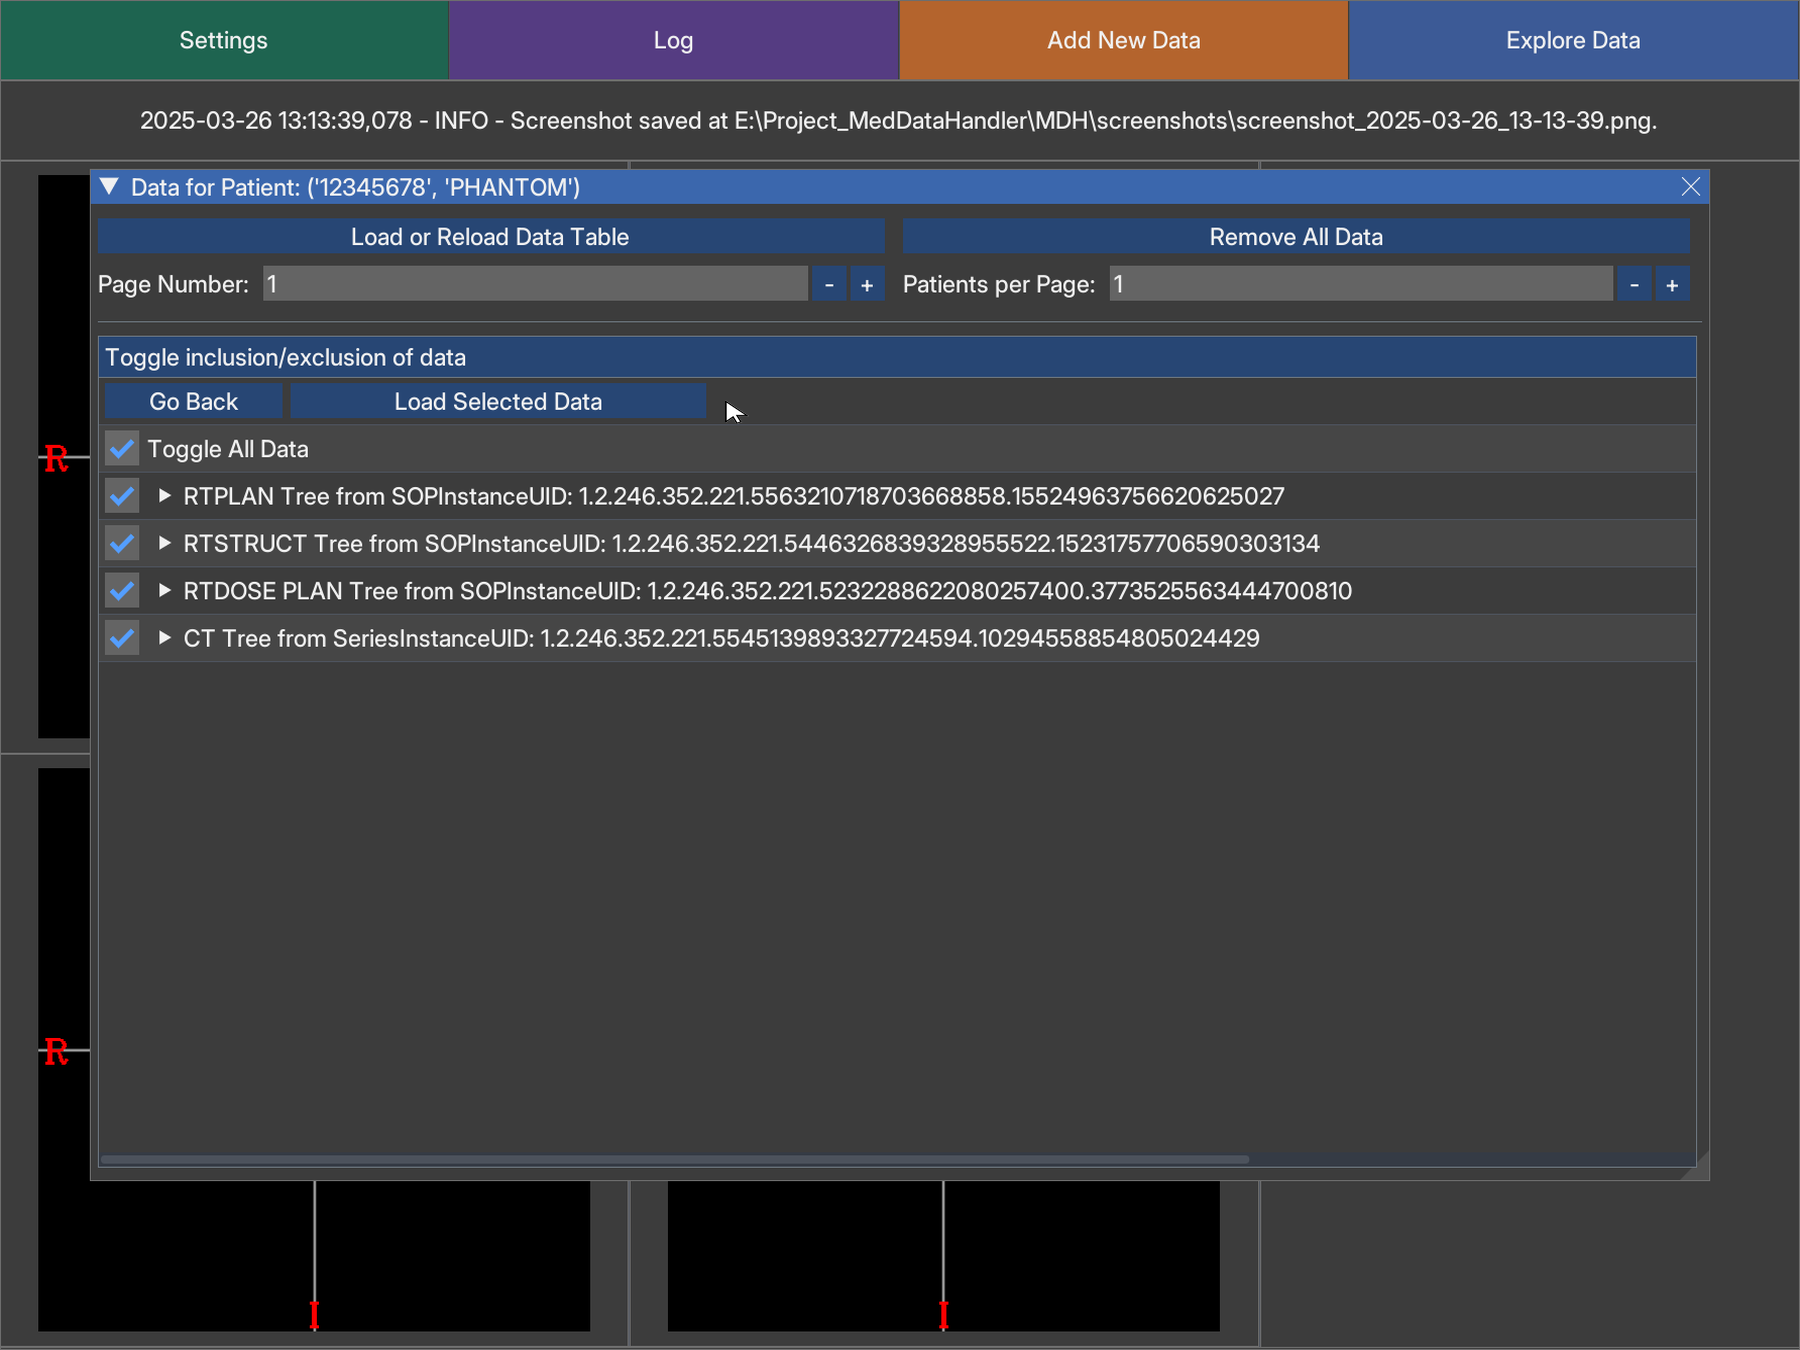 Settings
Log
Add New Data
Explore Data
2025-03-26 13:13:39,078 - INFO - Screenshot saved at E:\Project_MedDataHandler\MDH\screenshots\screenshot_2025-03-26_13-13-39.png.
Data for Patient: ('12345678', 'PHANTOM')
Load or Reload Data Table
Remove All Data
Page Number: 1 - +
Patients per Page: 1 - +
Toggle inclusion/exclusion of data
Go Back
Load Selected Data
Toggle All Data
RTPLAN Tree from SOPInstanceUID: 1.2.246.352.221.5563210718703668858.15524963756620625027
RTSTRUCT Tree from SOPInstanceUID: 1.2.246.352.221.5446326839328955522.15231757706590303134
RTDOSE PLAN Tree from SOPInstanceUID: 1.2.246.352.221.5232288622080257400.3773525563444700810
CT Tree from SeriesInstanceUID: 1.2.246.352.221.5545139893327724594.10294558854805024429
R
R
I
I